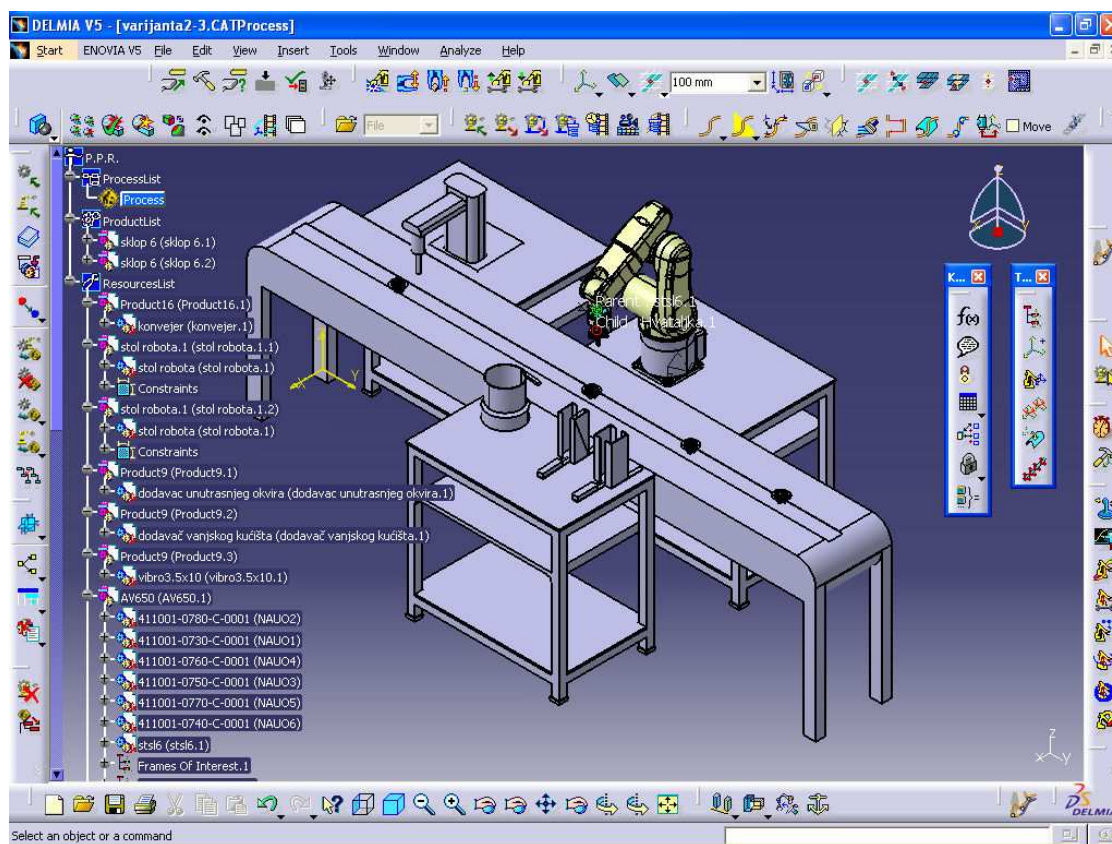 DELMIA V5 - [varijanta2-3.CATProcess]
Start ENOVIA V5 File Edit View Insert Tools Window Analyze Help
100 mm
File
Move
P.P.R.
ProcessList
Process
ProductList
sklop 6 (sklop 6.1)
sklop 6 (sklop 6.2)
ResourcesList
Product16 (Product16.1)
konvejer (konvejer.1)
stol robota.1 (stol robota.1.1)
stol robota (stol robota.1)
Constraints
stol robota.1 (stol robota.1.2)
stol robota (stol robota.1)
Constraints
Product9 (Product9.1)
dodavac unutrasnjeg okvira (dodavac unutrasnjeg okvira.1)
Product9 (Product9.2)
dodavač vanjskog kućišta (dodavač vanjskog kućišta.1)
Product9 (Product9.3)
vibro3.5x10 (vibro3.5x10.1)
AV650 (AV650.1)
411001-0780-C-0001 (NAUO2)
411001-0730-C-0001 (NAUO1)
411001-0760-C-0001 (NAUO4)
411001-0750-C-0001 (NAUO3)
411001-0770-C-0001 (NAUO5)
411001-0740-C-0001 (NAUO6)
stsl6 (stsl6.1)
Frames Of Interest.1
Parent : stsl6.1
Child : Hvataljka.1
X
Y
K...
T...
f(x)
z
x
y
DELMIA
Select an object or a command